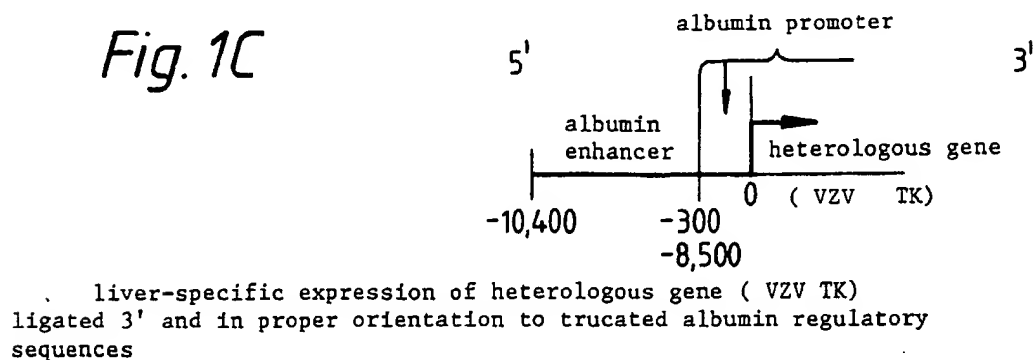 Fig. 1C
albumin promoter
5' 3'
albumin
enhancer
heterologous gene
-10,400 -300 0 ( VZV TK)
-8,500
liver-specific expression of heterologous gene ( VZV TK)
ligated 3' and in proper orientation to trucated albumin regulatory
sequences